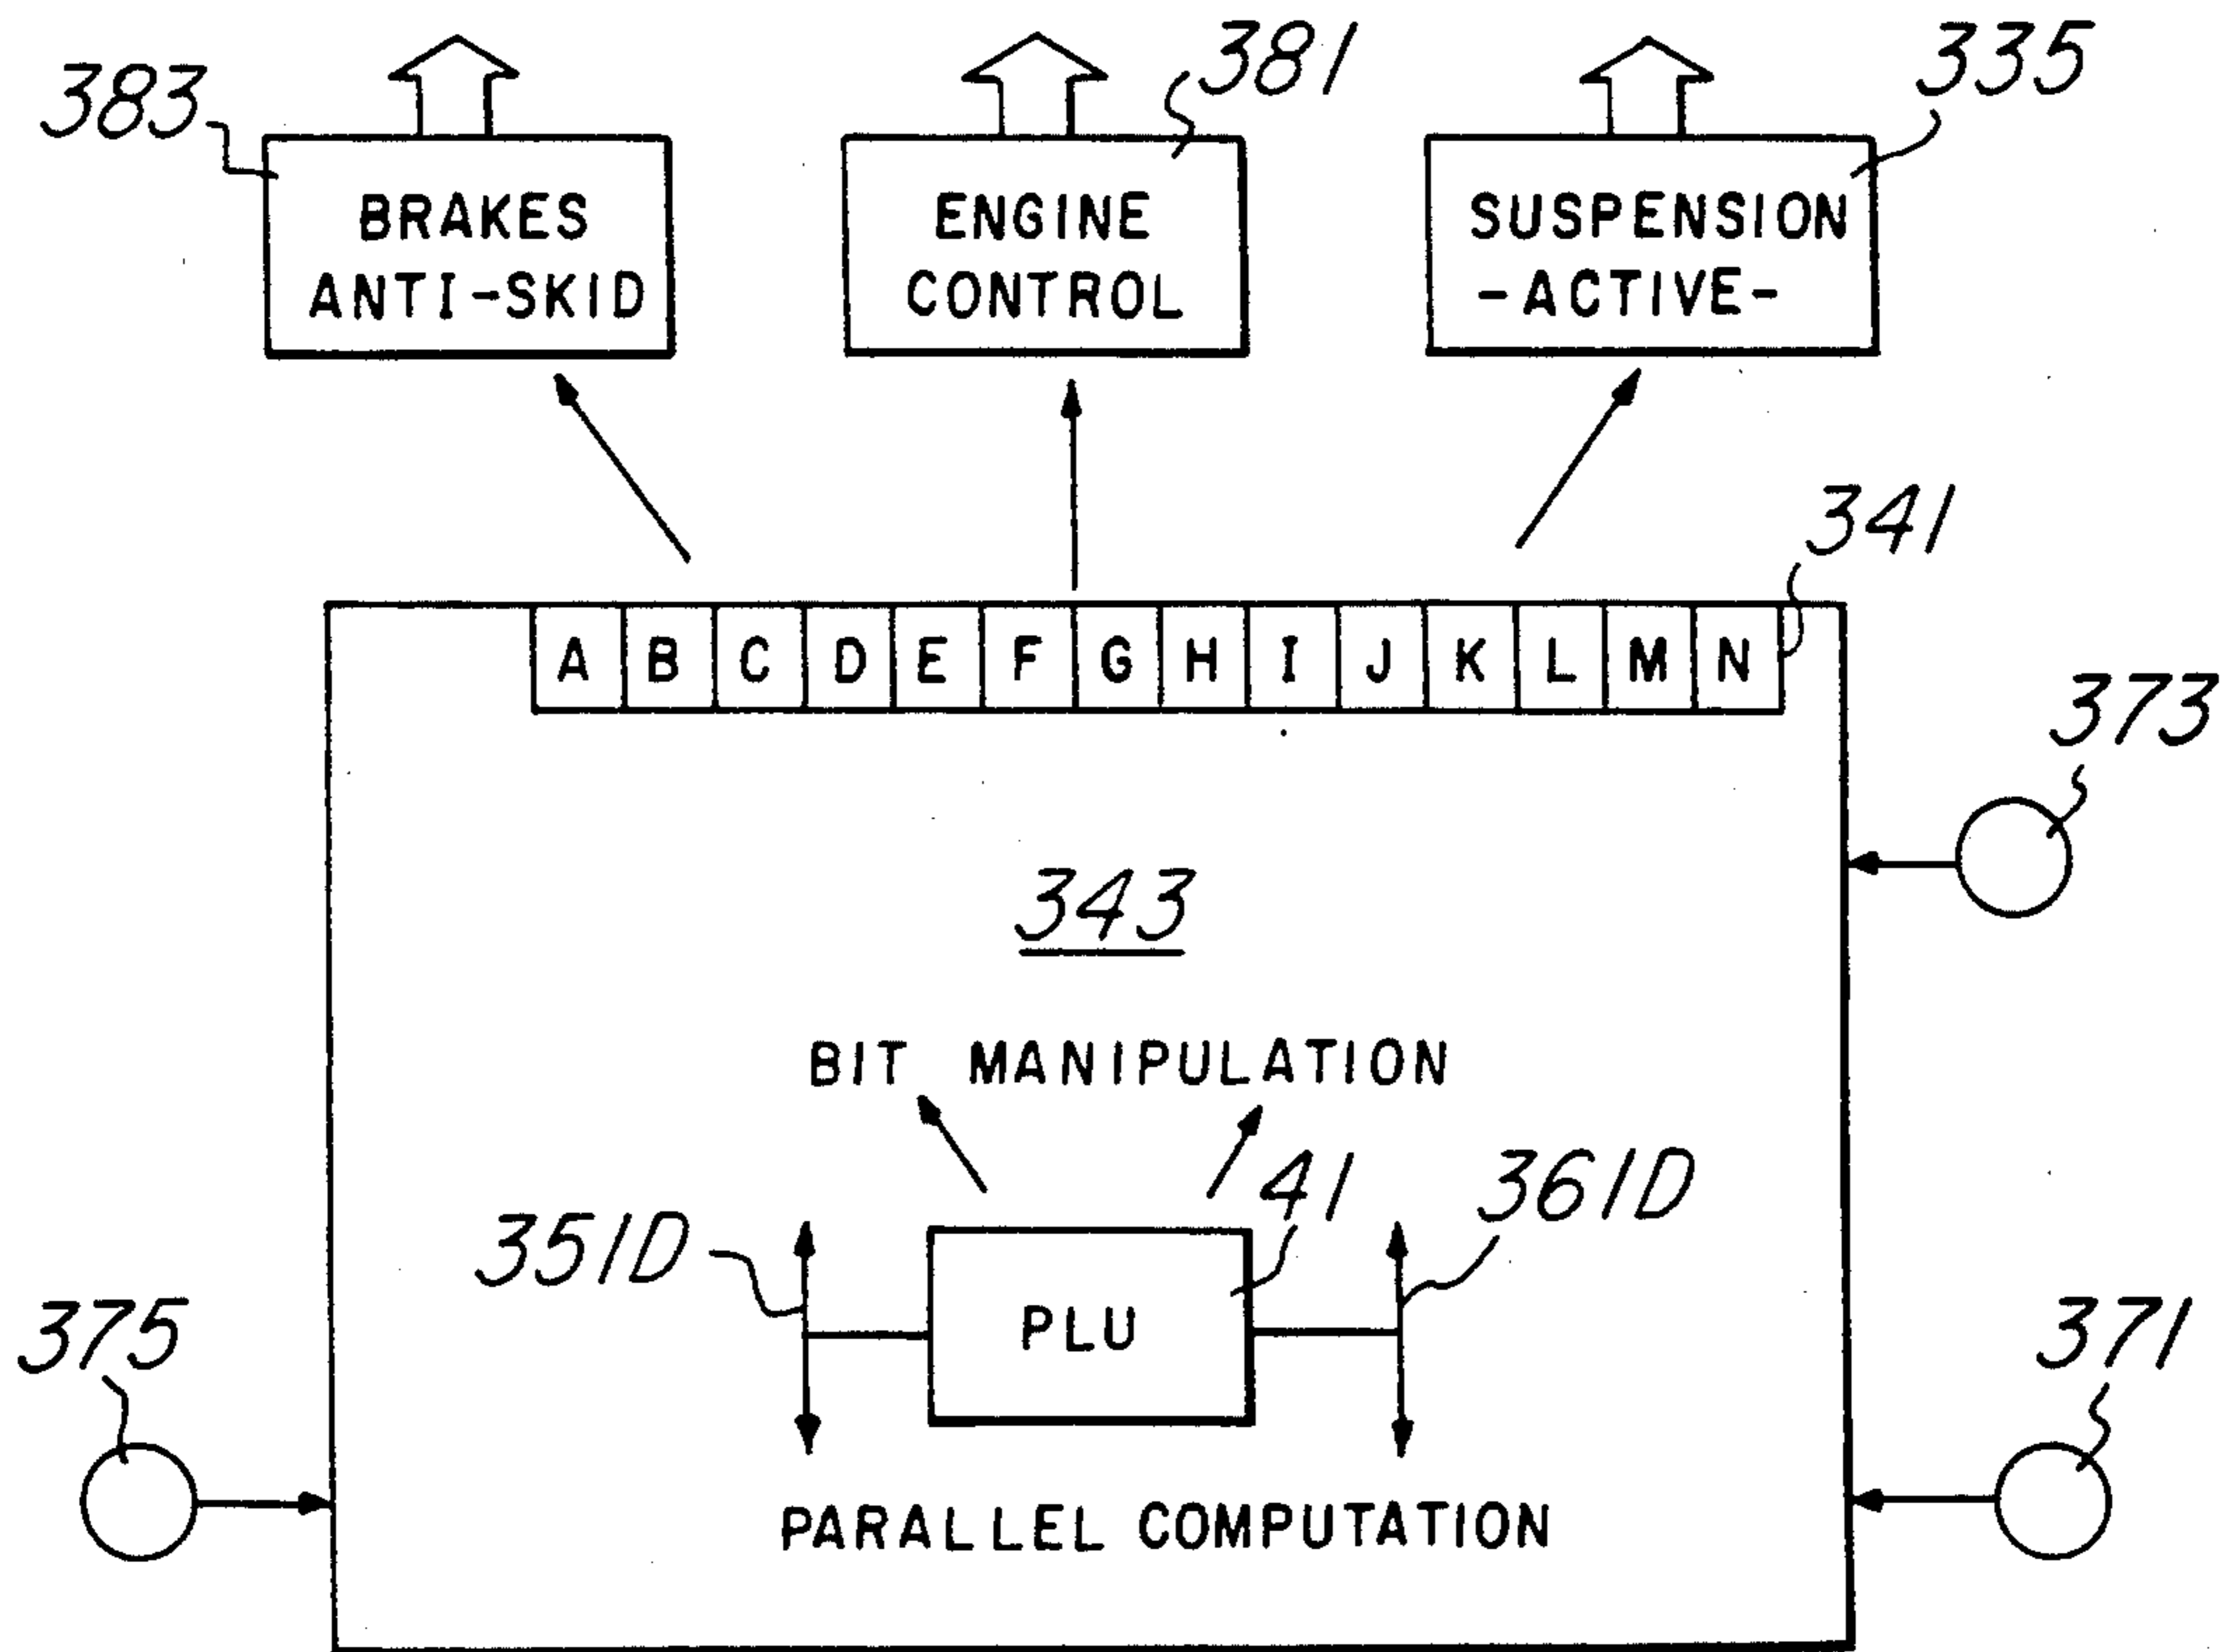 383
381
335
BRAKES
ANTI-SKID
ENGINE
CONTROL
SUSPENSION
-ACTIVE-
341
A B C D E F G H I J K L M N
373
343
BIT MANIPULATION
351D
41
361D
PLU
375
371
PARALLEL COMPUTATION